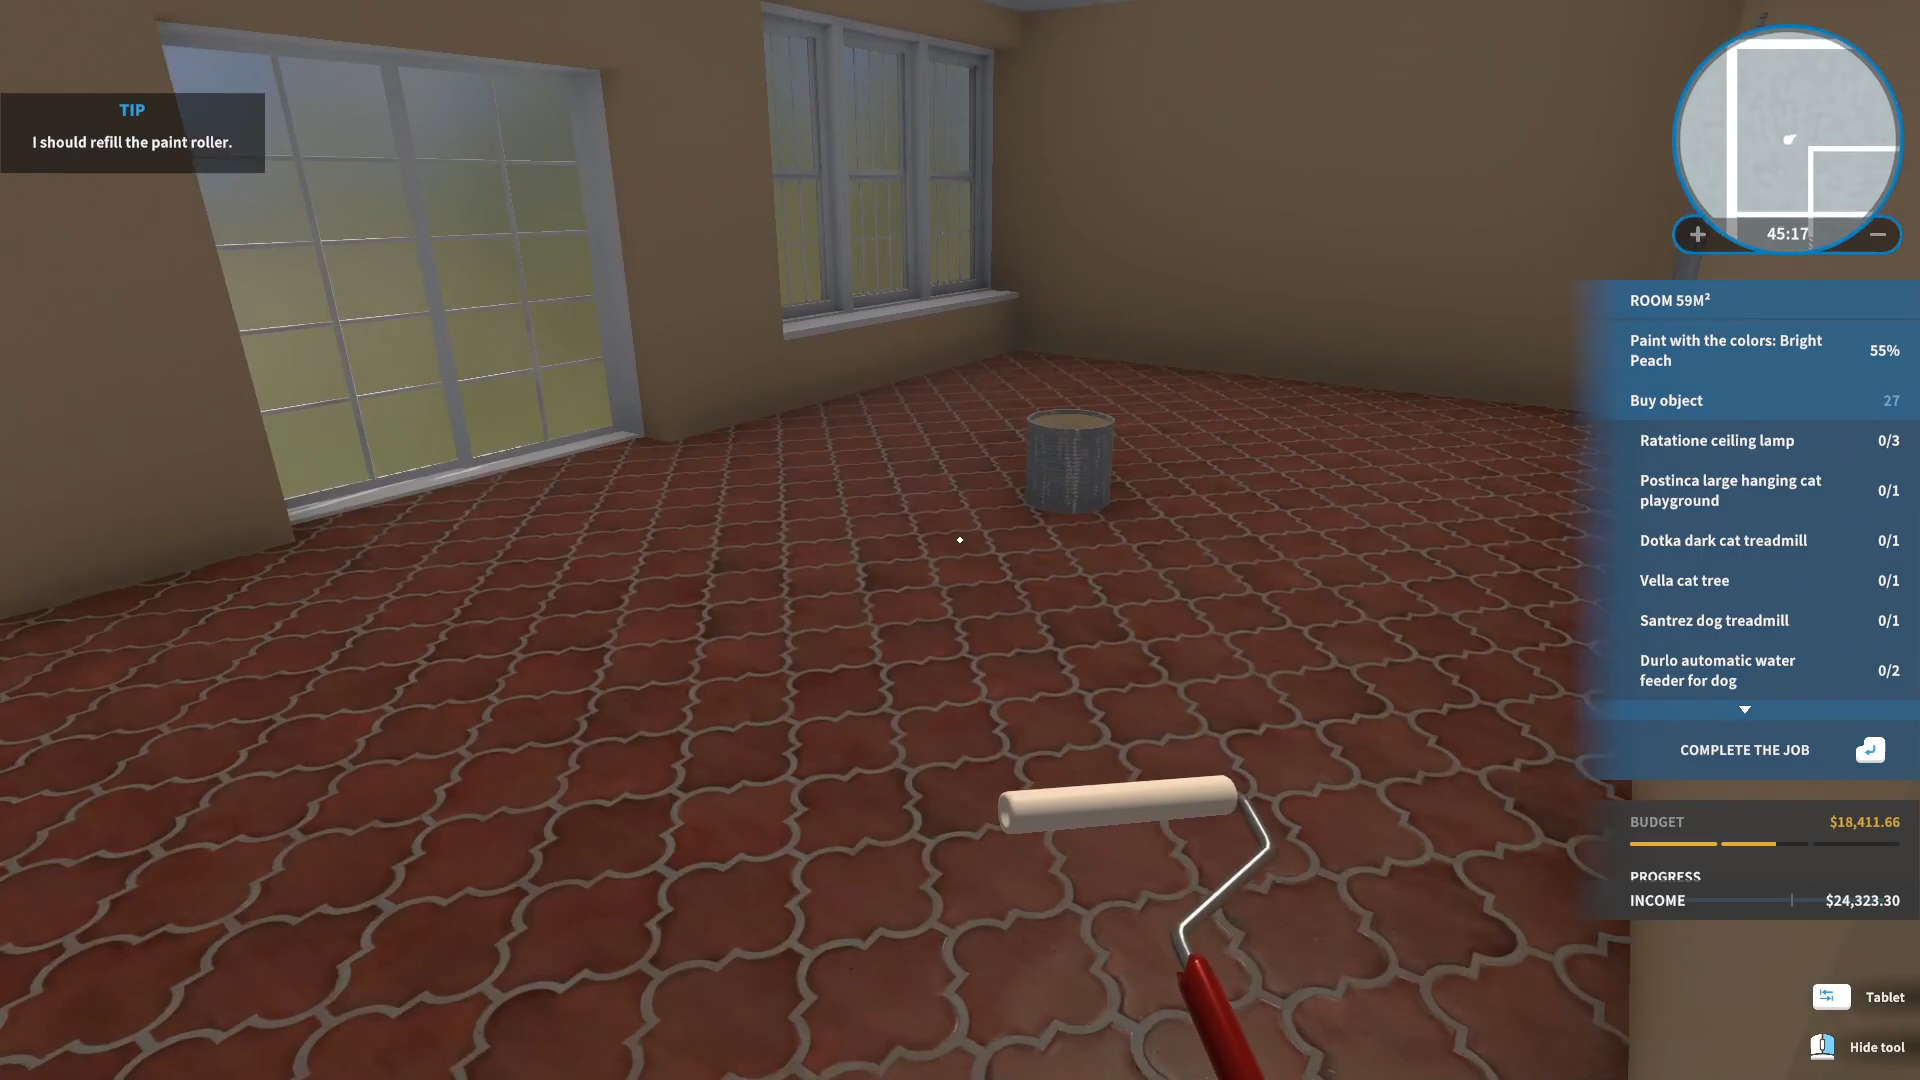 TIP
I should refill the paint roller.
45:17
ROOM 59M²
Paint with the colors: Bright
Peach
55%
Buy object 27
Ratatione ceiling lamp 0/3
Postinca large hanging cat
playground
0/1
Dotka dark cat treadmill 0/1
Vella cat tree 0/1
Santrez dog treadmill 0/1
Durlo automatic water
feeder for dog
0/2
COMPLETE THE JOB
BUDGET $18,411.66
PROGRESS
INCOME $24,323.30
Tablet
Hide tool